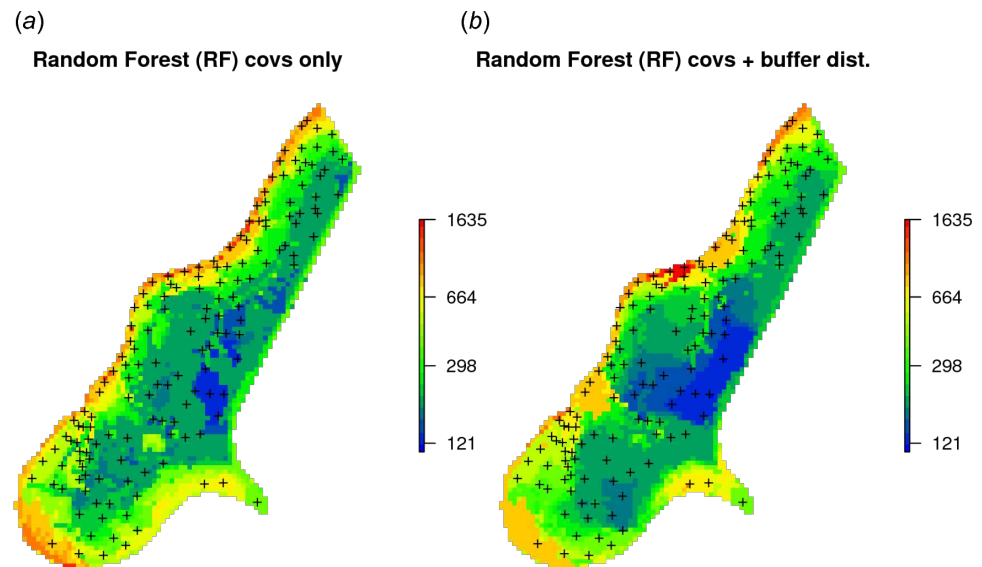 (a)
Random Forest (RF) covs only
1635
664
298
121
(b)
Random Forest (RF) covs + buffer dist.
1635
664
298
121